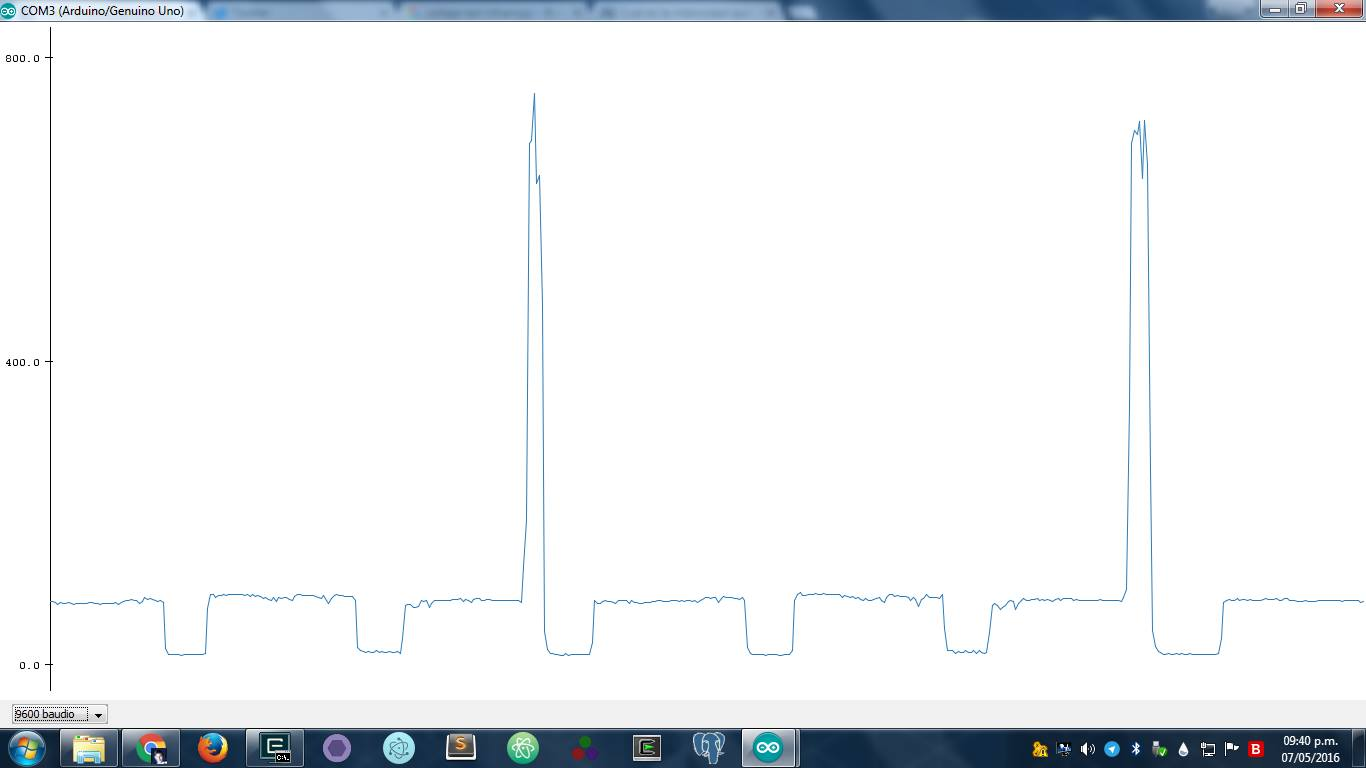 COM3 (Arduino/Genuino Uno)
800.0
400.0
0.0
9600 baudio
C:\.
S
B
09:40 p.m.
07/05/2016